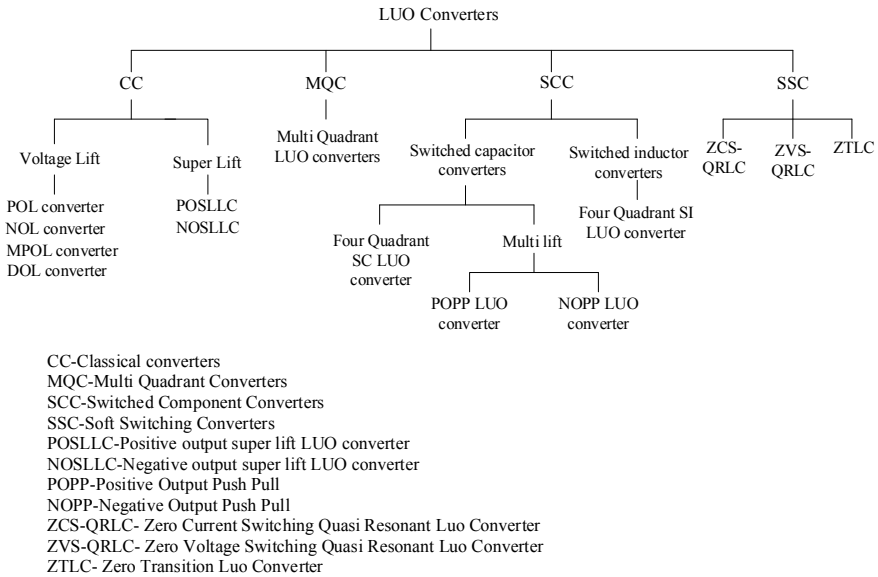 LUO Converters
CC
MQC
SCC
SSC
Voltage Lift
Super Lift
Multi Quadrant
LUO converters
Switched capacitor
converters
Switched inductor
converters
ZCS-
QRLC
ZVS-
QRLC
ZTLC
POL converter
NOL converter
MPOL converter
DOL converter
POSLLC
NOSLLC
Four Quadrant
SC LUO
converter
Multi lift
Four Quadrant SI
LUO converter
POPP LUO
converter
NOPP LUO
converter
CC-Classical converters
MQC-Multi Quadrant Converters
SCC-Switched Component Converters
SSC-Soft Switching Converters
POSLLC-Positive output super lift LUO converter
NOSLLC-Negative output super lift LUO converter
POPP-Positive Output Push Pull
NOPP-Negative Output Push Pull
ZCS-QRLC- Zero Current Switching Quasi Resonant Luo Converter
ZVS-QRLC- Zero Voltage Switching Quasi Resonant Luo Converter
ZTLC- Zero Transition Luo Converter